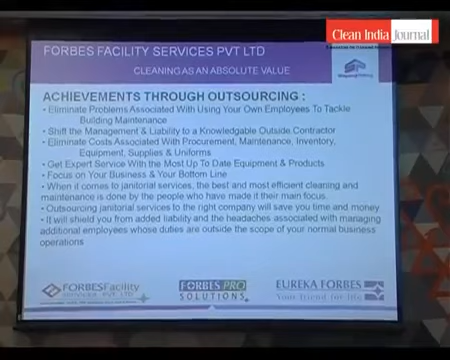 Clean India Journal
FORBES FACILITY SERVICES PVT LTD
CLEANING AS AN ABSOLUTE VALUE
ACHIEVEMENTS THROUGH OUTSOURCING :
• Eliminate Problems Associated With Using Your Own Employees To Tackle
Building Maintenance
• Shift the Management & Liability to a Knowledgable Outside Contractor
• Eliminate Costs Associated With Procurement, Maintenance, Inventory,
Equipment, Supplies & Uniforms
• Get Expert Service With the Most Up To Date Equipment & Products
• Focus on Your Business & Your Bottom Line
• When it comes to janitorial services, the best and most efficient cleaning and
maintenance is done by the people who have made it their main focus.
• Outsourcing janitorial services to the right company will save you time and money
• It will shield you from added liability and the headaches associated with managing
additional employees whose duties are outside the scope of your normal business
operations
FORBESFacility
SERVICES PVT. LTD.
FORBES PRO
SOLUTIONS
EUREKA FORBES
Your friend for life